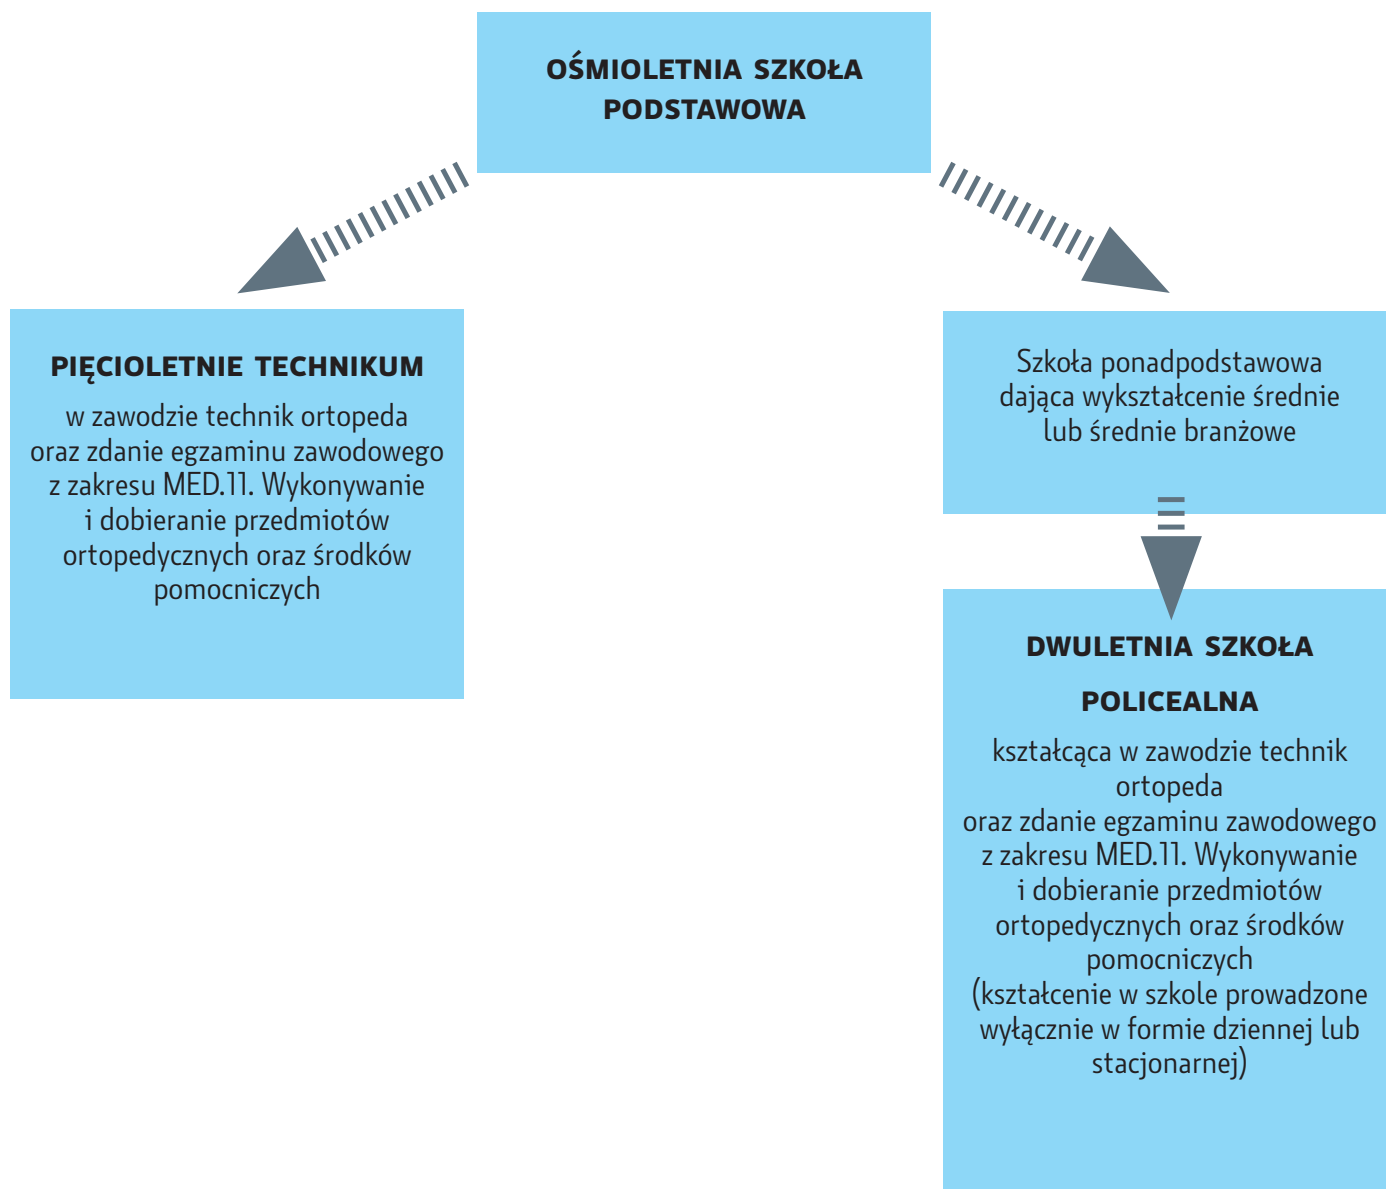 OŚMIOLETNIA SZKOŁA
PODSTAWOWA
PIĘCIOLETNIE TECHNIKUM
w zawodzie technik ortopeda
oraz zdanie egzaminu zawodowego
z zakresu MED.11. Wykonywanie
i dobieranie przedmiotów
ortopedycznych oraz środków
pomocniczych
Szkoła ponadpodstawowa
dająca wykształcenie średnie
lub średnie branżowe
DWULETNIA SZKOŁA
POLICEALNA
kształcąca w zawodzie technik
ortopeda
oraz zdanie egzaminu zawodowego
z zakresu MED.11. Wykonywanie
i dobieranie przedmiotów
ortopedycznych oraz środków
pomocniczych
(kształcenie w szkole prowadzone
wyłącznie w formie dziennej lub
stacjonarnej)